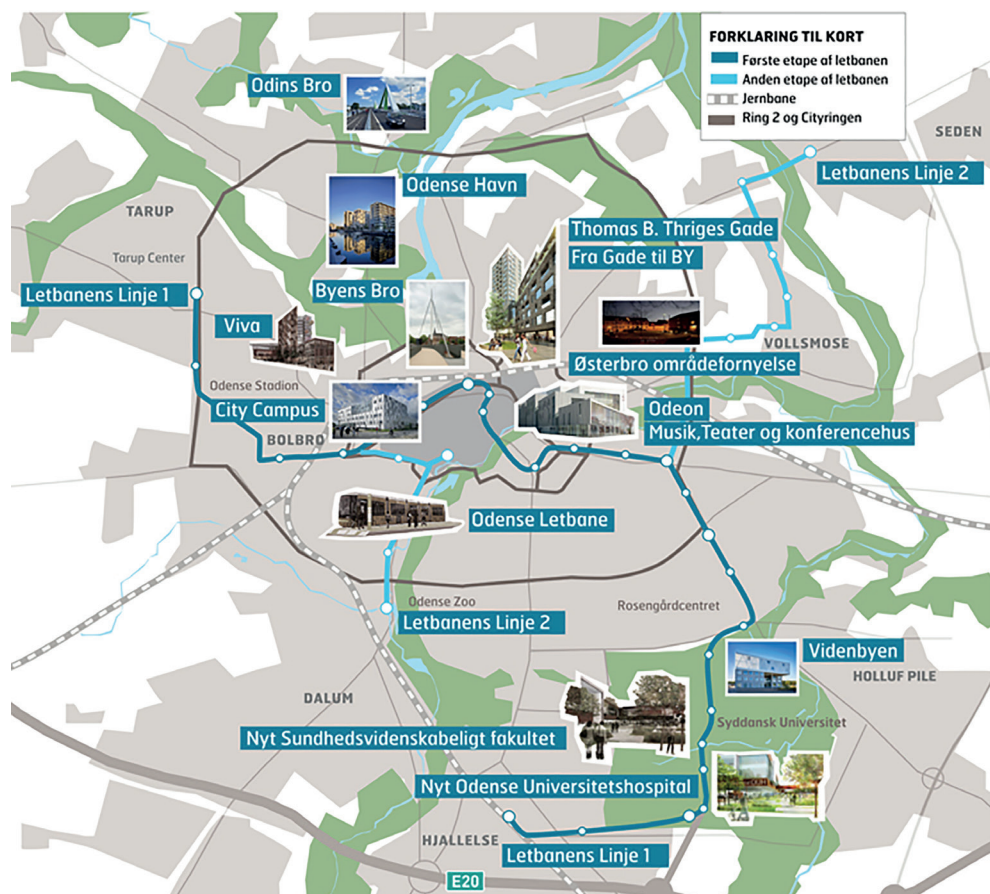 FORKLARING TIL KORT
Første etape af letbanen
Anden etape af letbanen
Jernbane
Ring 2 og Cityringen
Odins Bro
SEDEN
Letbanens Linje 2
Odense Havn
TARUP
Thomas B. Thriges Gade
Tarup Center
Fra Gade til BY
Letbanens Linje 1
Byens Bro
Viva
VOLLSMOSE
Østerbro områdefornyelse
Odense Stadion
City Campus
Odeon
BOLBRO
Musik,Teater og konferencehus
Odense Letbane
Odense Zoo
Rosengårdcentret
Letbanens Linje 2
Videnbyen
HOLLUF PILE
DALUM
Syddansk Universitet
Nyt Sundhedsvidenskabeligt fakultet
Nyt Odense Universitetshospital
HJALLELSE
Letbanens Linje 1
E20